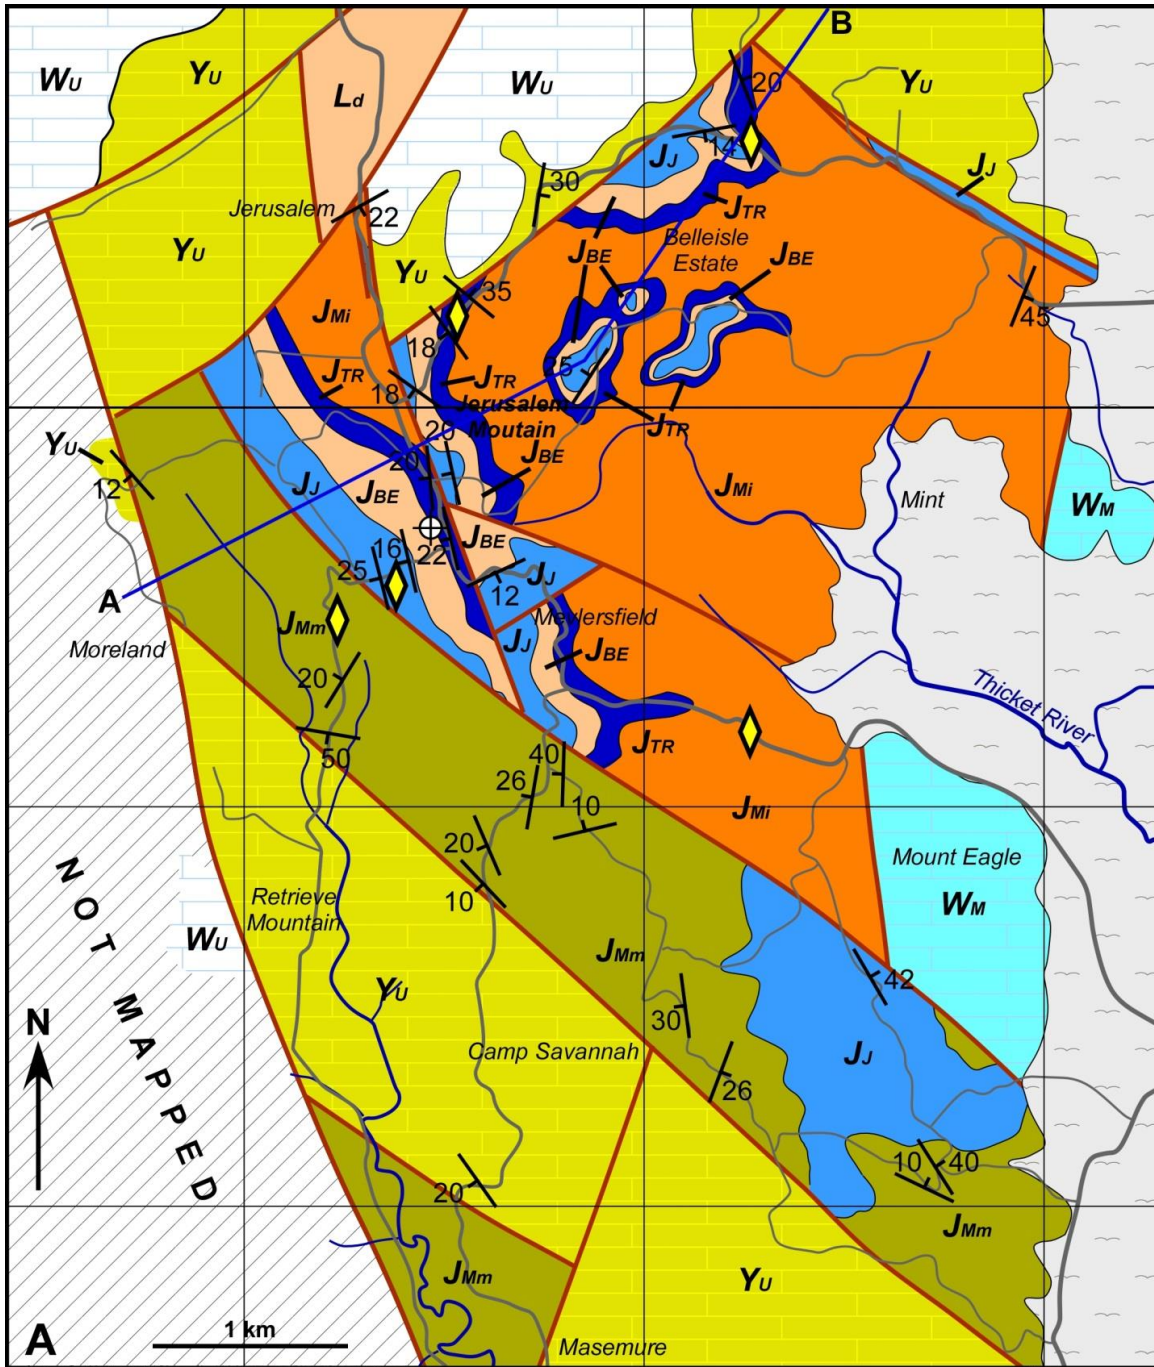 B
WU
YU
Ld
WU
20
YU
JJ
14
JJ
30
Jerusalem
22
JTR
YU
JBE
Belleisle
Estate
JBE
YU
35
JMi
45
18
JTR
JTR
25
18
Jerusalem
Moutain
JTR
YU
20
20
JBE
12
JJ
JBE
JMi
Mint
WM
JBE
16
22
25
JJ
12
A
JMm
Meylersfield
Moreland
JJ
JBE
20
Thicket River
50
JTR
40
26
10
JMi
20
Mount Eagle
NOT MAPPED
Retrieve
Mountain
10
WM
WU
JMm
42
YU
N
30
Camp Savannah
JJ
26
10
40
20
JMm
JMm
YU
A
1 km
Masemure